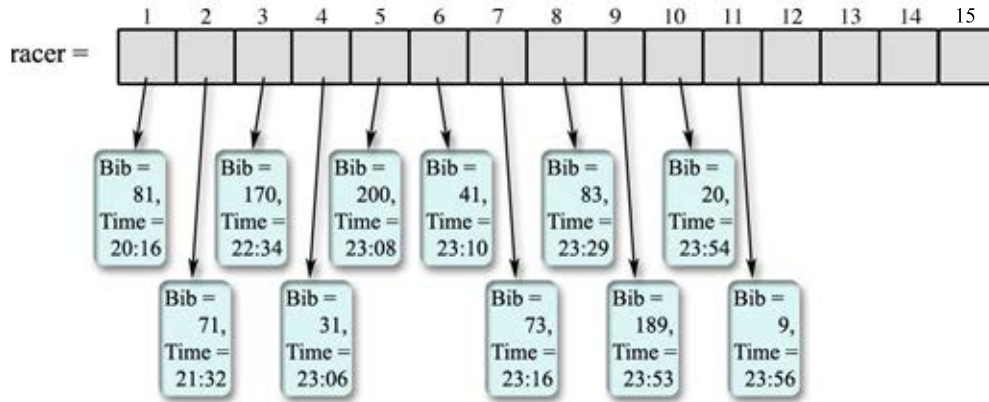 1 2 3 4 5 6 7 8 9 10 11 12 13 14 15
racer =
Bib =
81,
Time =
20:16
Bib =
71,
Time =
21:32
Bib =
170,
Time =
22:34
Bib =
31,
Time =
23:06
Bib =
200,
Time =
23:08
Bib =
41,
Time =
23:10
Bib =
73,
Time =
23:16
Bib =
83,
Time =
23:29
Bib =
189,
Time =
23:53
Bib =
20,
Time =
23:54
Bib =
9,
Time =
23:56